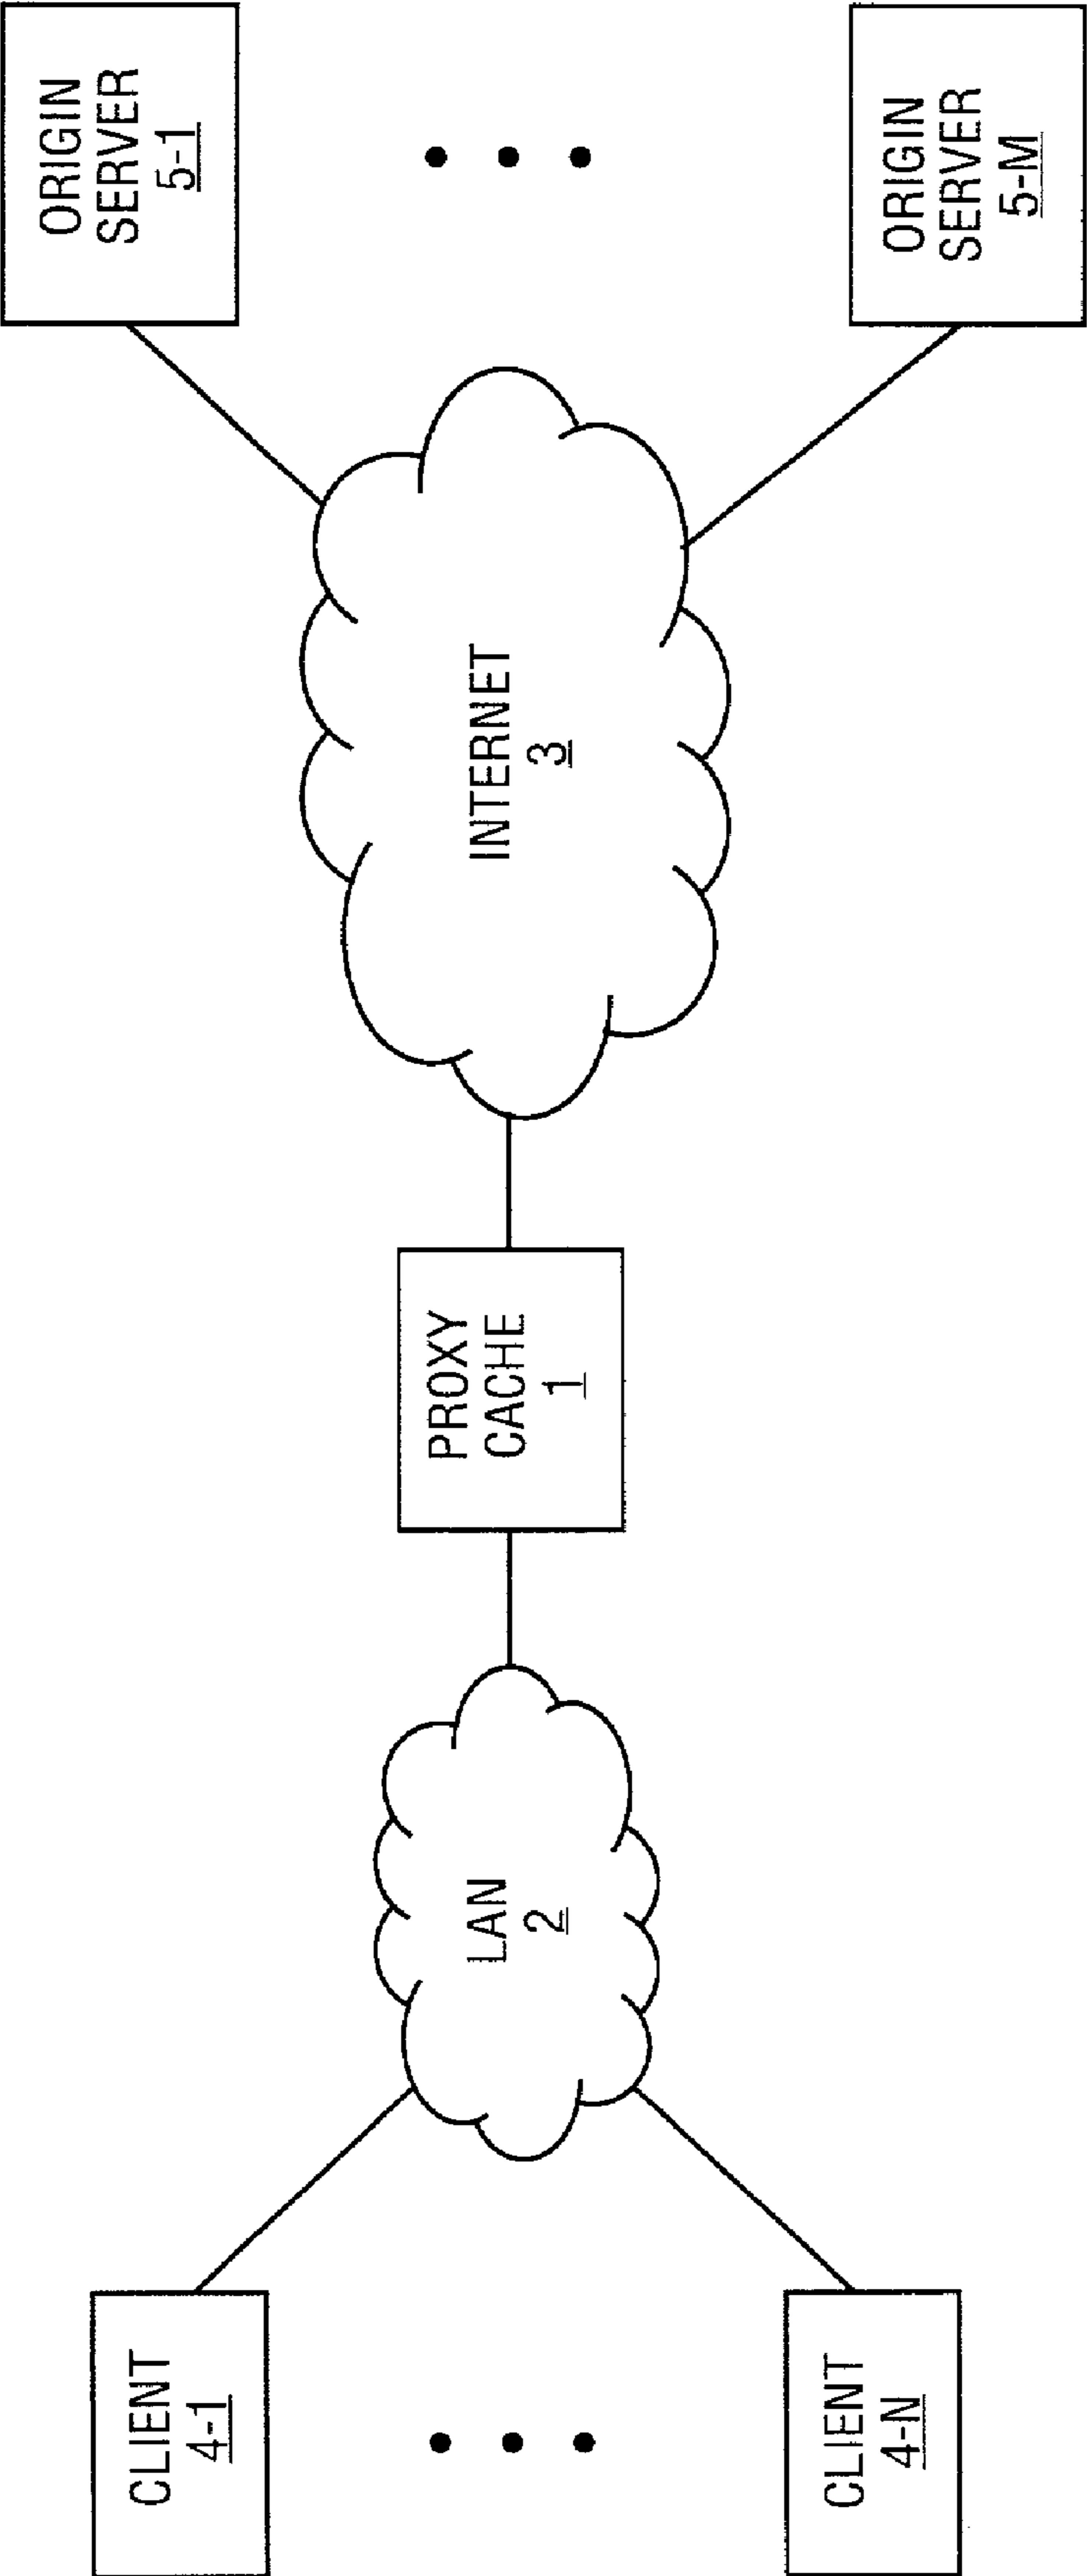 ORIGIN
SERVER
5-1
ORIGIN
SERVER
5-M
INTERNET
3
PROXY
CACHE
1
LAN
2
CLIENT
4-1
CLIENT
4-N